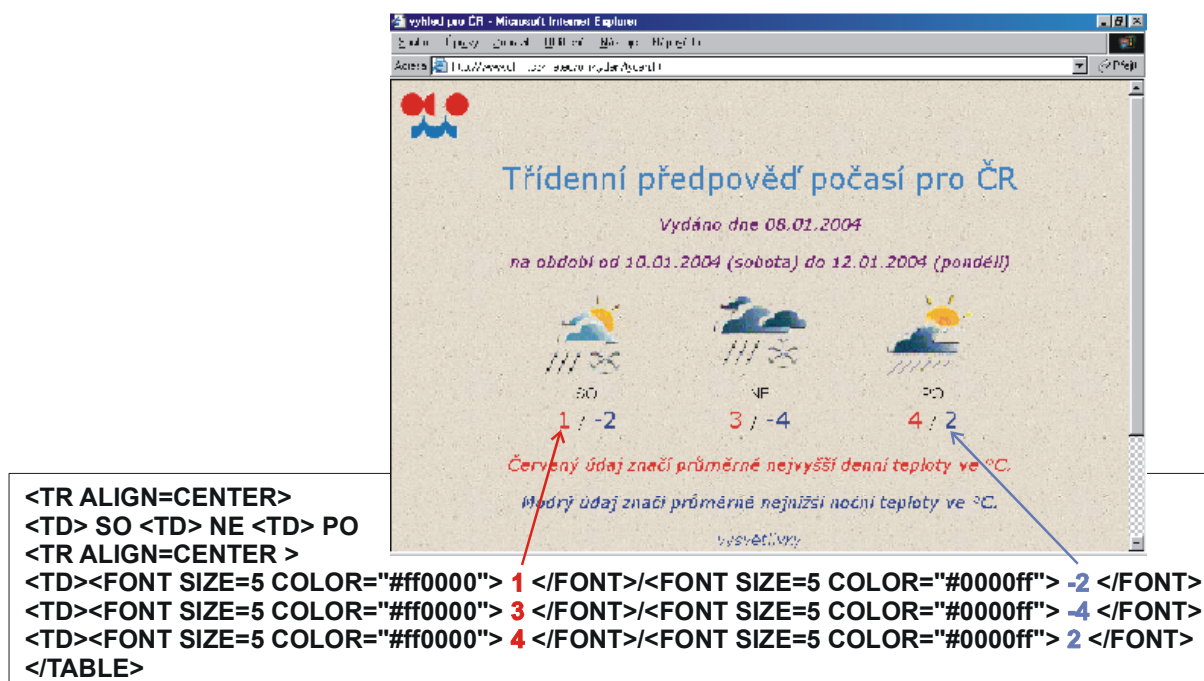 vyhled pro ČR - Microsoft Internet Explorer
Přejít
Třídenní předpověď počasí pro ČR
Vydáno dne 08.01.2004
na období od 10.01.2004 (sobota) do 12.01.2004 (pondělí)
SO NE PO
1 / -2 3 / -4 4 / 2
Červený údaj značí průměrné nejvyšší denní teploty ve °C.
Modrý údaj značí průměrné nejnižší noční teploty ve °C.
vysvětlivky
<TR ALIGN=CENTER>
<TD> SO <TD> NE <TD> PO
<TR ALIGN=CENTER >
<TD><FONT SIZE=5 COLOR="#ff0000"> 1 </FONT>/<FONT SIZE=5 COLOR="#0000ff"> -2 </FONT>
<TD><FONT SIZE=5 COLOR="#ff0000"> 3 </FONT>/<FONT SIZE=5 COLOR="#0000ff"> -4 </FONT>
<TD><FONT SIZE=5 COLOR="#ff0000"> 4 </FONT>/<FONT SIZE=5 COLOR="#0000ff"> 2 </FONT>
</TABLE>